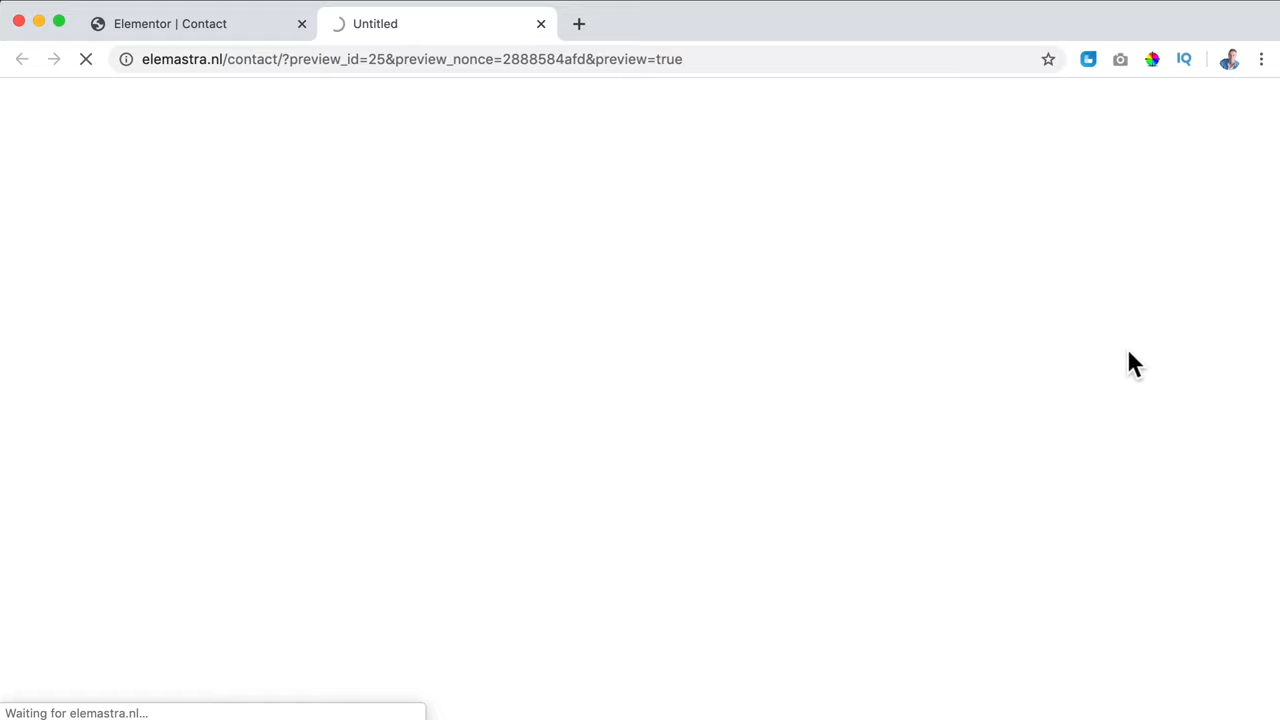 Elementor | Contact
Untitled
elemastra.nl/contact/?preview_id=25&preview_nonce=2888584afd&preview=true
IQ
Waiting for elemastra.nl...